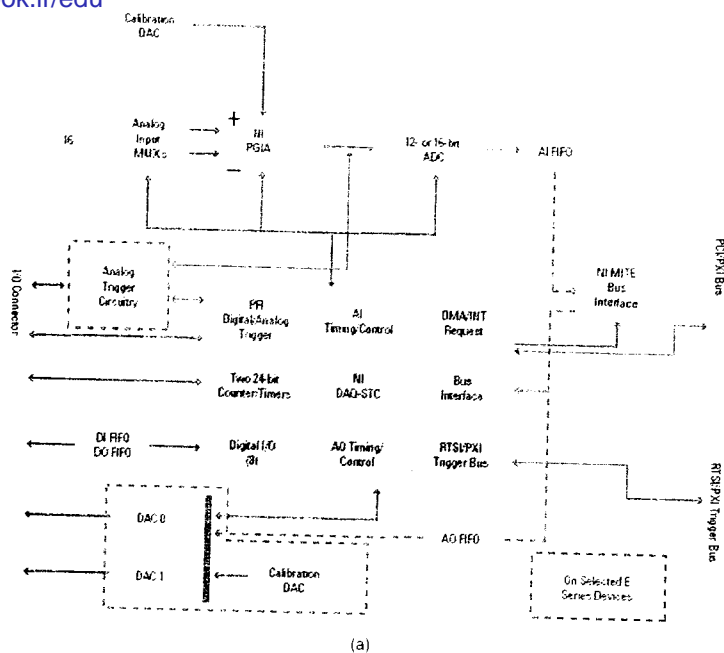 ok.ir/edu
Calibration
DAC
16
Analog
Input
MUXs
+
−
NI
PGIA
12- or 16-bit
ADC
AI FIFO
I/O Connector
Analog
Trigger
Circuitry
PFI
Digital/Analog
Trigger
AI
Timing/Control
DMA/INT
Request
NI MITE
Bus
Interface
PCI/PXI Bus
Two 24-bit
Counter/Timers
NI
DAQ-STC
Bus
Interface
DI FIFO
DO FIFO
Digital I/O
(8)
AO Timing/
Control
RTSI/PXI
Trigger Bus
RTSI/PXI Trigger Bus
DAC 0
AO FIFO
DAC 1
Calibration
DAC
On Selected E
Series Devices
(a)